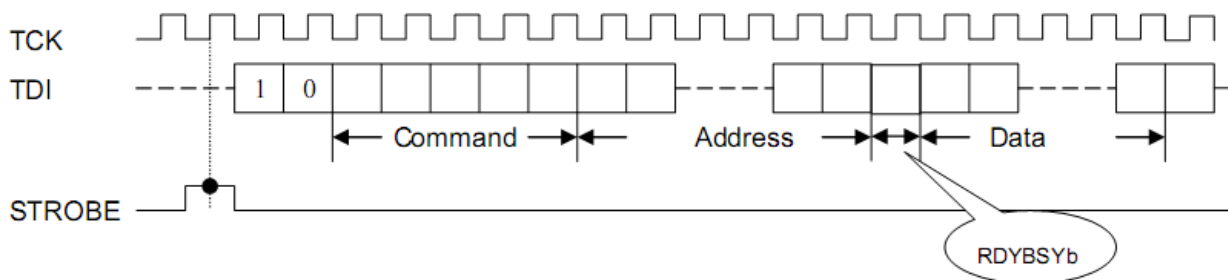 TCK
TDI
1 0
Command Address Data
STROBE
RDYBSYb